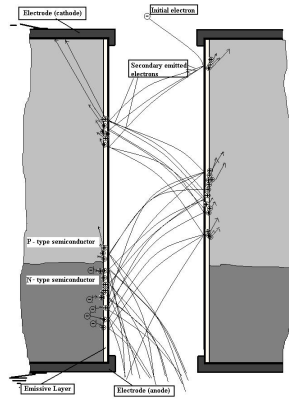 Electrode (cathode)
Initial electron
Secondary emitted
electrons
P - type semiconductor
N - type semiconductor
Emissive Layer
Electrode (anode)